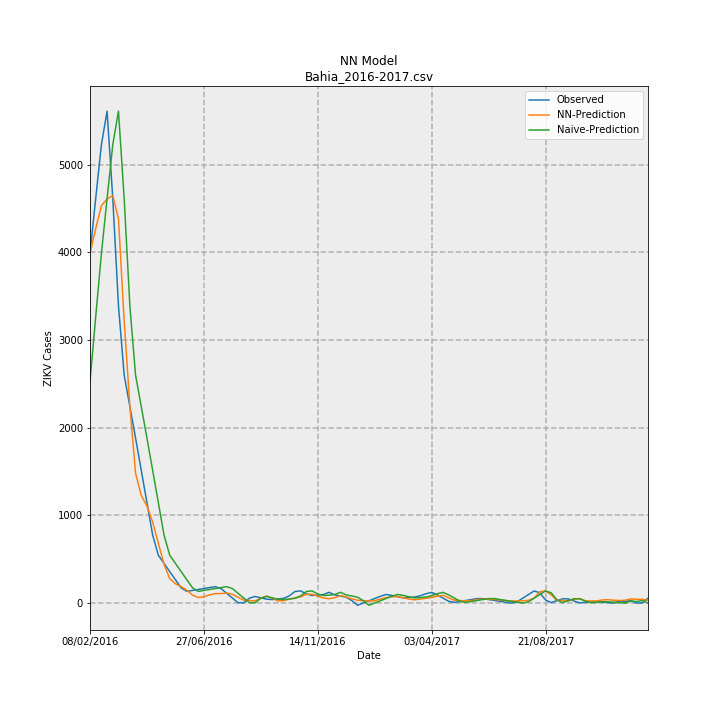 NN Model
Bahia_2016-2017.csv
Observed
NN-Prediction
Naive-Prediction
ZIKV Cases
5000
4000
3000
2000
1000
0
08/02/2016
27/06/2016
14/11/2016
03/04/2017
21/08/2017
Date